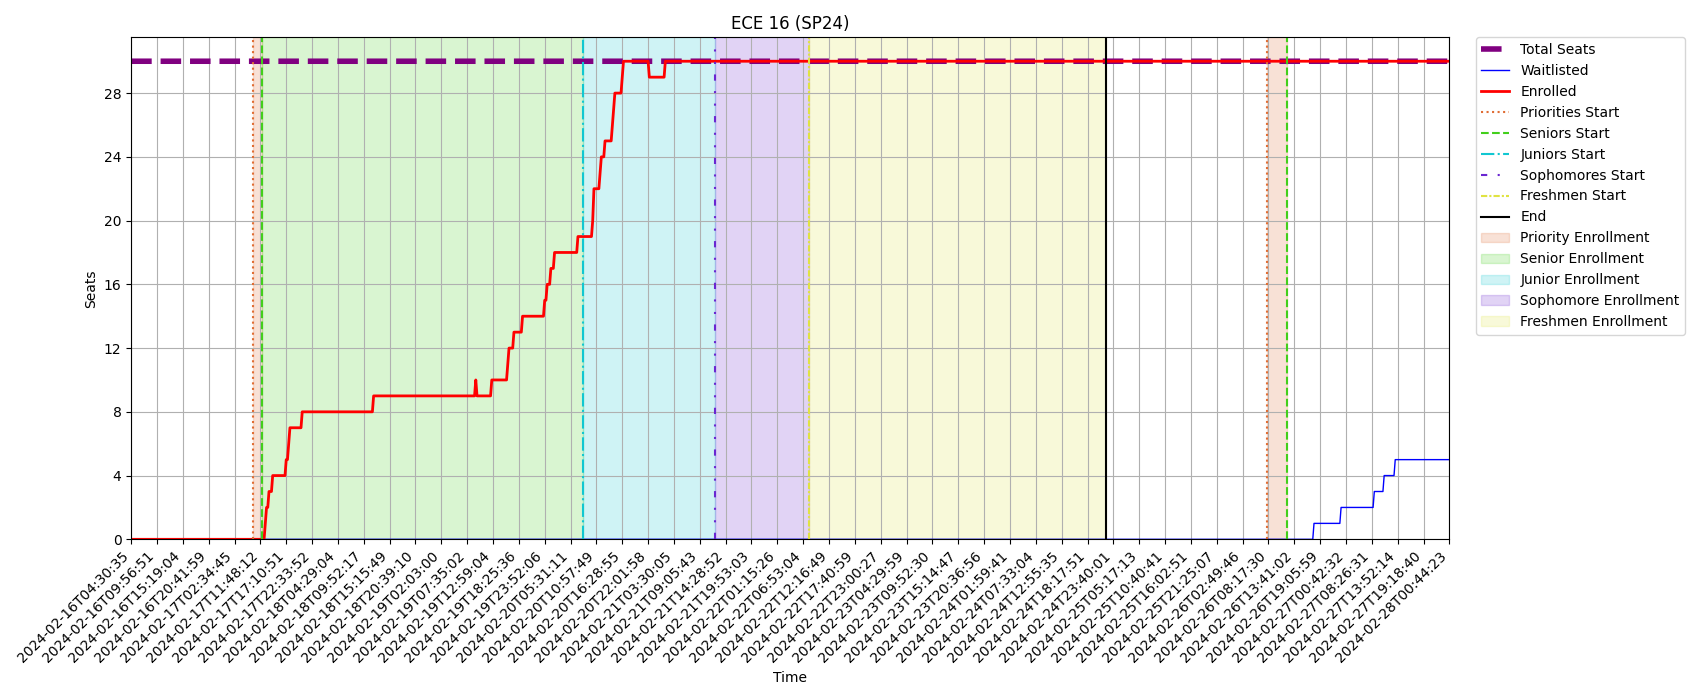 ECE 16 (SP24)
Seats
28
24
20
16
12
8
4
0
2024-02-16T04:30:35
2024-02-16T09:56:51
2024-02-16T15:19:04
2024-02-16T20:41:59
2024-02-17T02:34:45
2024-02-17T11:48:12
2024-02-17T17:10:51
2024-02-17T22:33:52
2024-02-18T04:29:04
2024-02-18T09:52:17
2024-02-18T15:15:49
2024-02-18T20:39:10
2024-02-19T02:03:00
2024-02-19T07:35:02
2024-02-19T12:59:04
2024-02-19T18:25:36
2024-02-19T23:52:06
2024-02-20T05:31:11
2024-02-20T10:57:49
2024-02-20T16:28:55
2024-02-20T22:01:58
2024-02-21T03:30:05
2024-02-21T09:05:43
2024-02-21T14:28:52
2024-02-21T19:53:03
2024-02-22T01:15:26
2024-02-22T06:53:04
2024-02-22T12:16:49
2024-02-22T17:40:59
2024-02-22T23:00:27
2024-02-23T04:29:59
2024-02-23T09:52:30
2024-02-23T15:14:47
2024-02-23T20:36:56
2024-02-24T01:59:41
2024-02-24T07:33:04
2024-02-24T12:55:35
2024-02-24T18:17:51
2024-02-24T23:40:01
2024-02-25T05:17:13
2024-02-25T10:40:41
2024-02-25T16:02:51
2024-02-25T21:25:07
2024-02-26T02:49:46
2024-02-26T08:17:30
2024-02-26T13:41:02
2024-02-26T19:05:59
2024-02-27T00:42:32
2024-02-27T08:26:31
2024-02-27T13:52:14
2024-02-27T19:18:40
2024-02-28T00:44:23
Time
Total Seats
Waitlisted
Enrolled
Priorities Start
Seniors Start
Juniors Start
Sophomores Start
Freshmen Start
End
Priority Enrollment
Senior Enrollment
Junior Enrollment
Sophomore Enrollment
Freshmen Enrollment